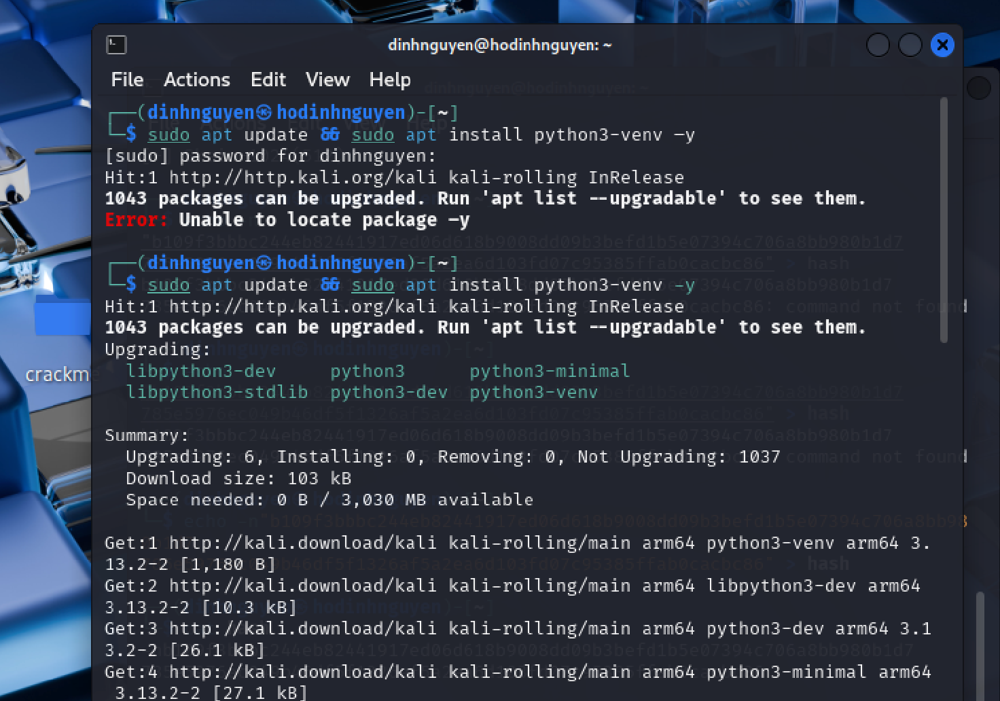 dinhnguyen@hodinhnguyen: ~
File Actions Edit View Help
┌──(dinhnguyen㉿hodinhnguyen)-[~]
└─$ sudo apt update && sudo apt install python3-venv –y
[sudo] password for dinhnguyen:
Hit:1 http://http.kali.org/kali kali-rolling InRelease
1043 packages can be upgraded. Run 'apt list --upgradable' to see them.
Error: Unable to locate package –y
┌──(dinhnguyen㉿hodinhnguyen)-[~]
└─$ sudo apt update && sudo apt install python3-venv -y
Hit:1 http://http.kali.org/kali kali-rolling InRelease
1043 packages can be upgraded. Run 'apt list --upgradable' to see them.
Upgrading:
libpython3-dev python3 python3-minimal
libpython3-stdlib python3-dev python3-venv
crackm
Summary:
Upgrading: 6, Installing: 0, Removing: 0, Not Upgrading: 1037
Download size: 103 kB
Space needed: 0 B / 3,030 MB available
Get:1 http://kali.download/kali kali-rolling/main arm64 python3-venv arm64 3.
13.2-2 [1,180 B]
Get:2 http://kali.download/kali kali-rolling/main arm64 libpython3-dev arm64
3.13.2-2 [10.3 kB]
Get:3 http://kali.download/kali kali-rolling/main arm64 python3-dev arm64 3.1
3.2-2 [26.1 kB]
Get:4 http://kali.download/kali kali-rolling/main arm64 python3-minimal arm64
3.13.2-2 [27.1 kB]